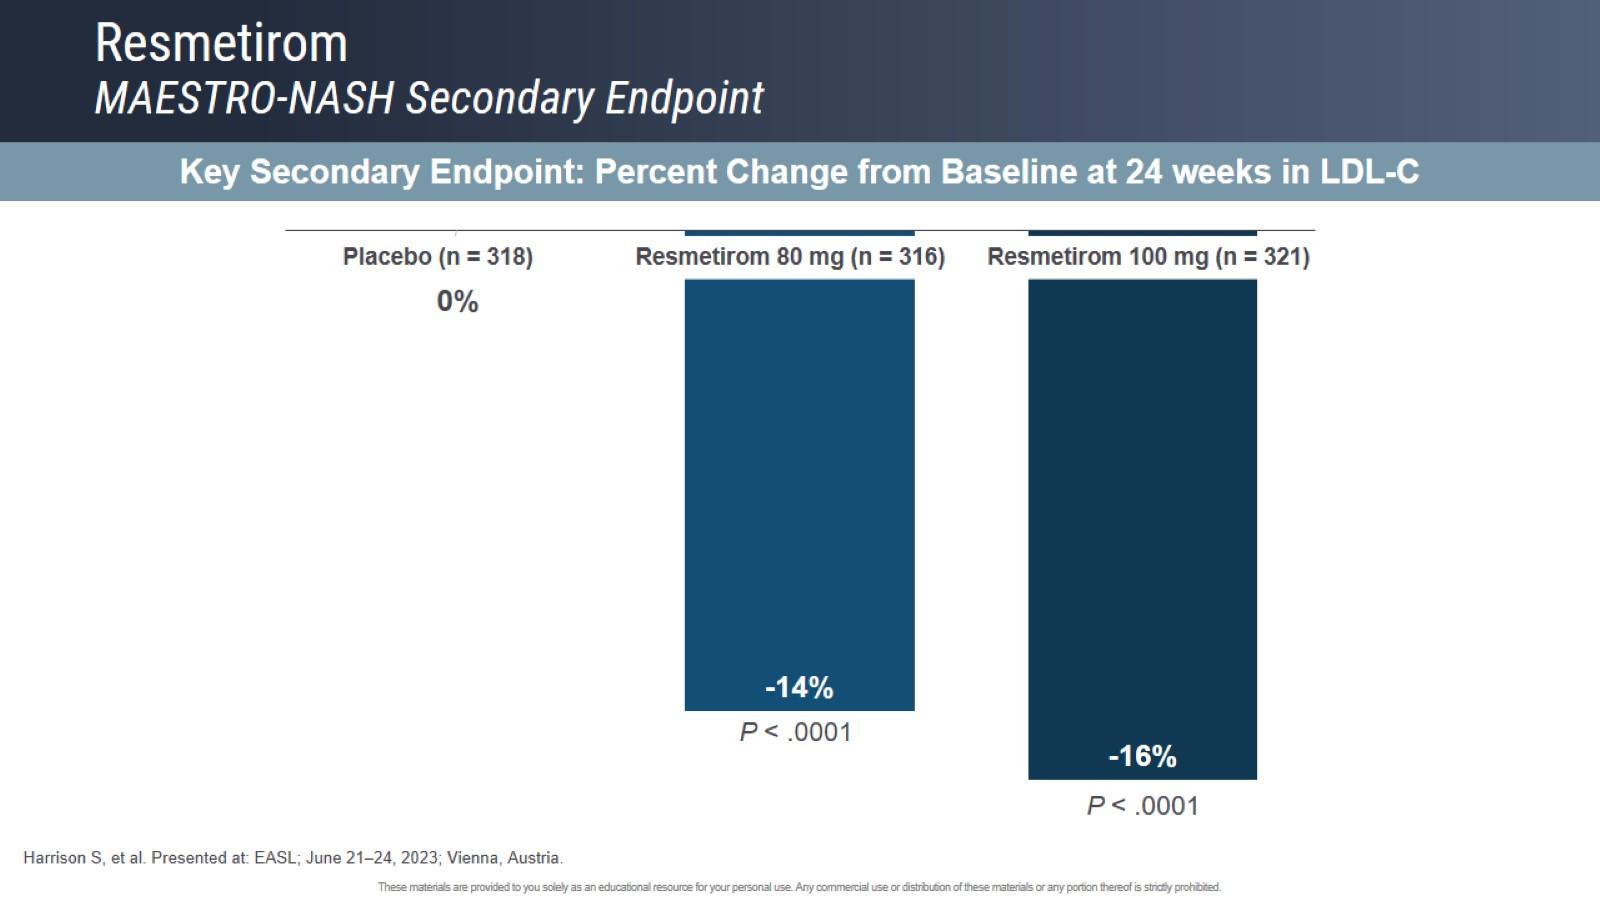 Resmetirom
MAESTRO-NASH Secondary Endpoint
Key Secondary Endpoint: Percent Change from Baseline at 24 weeks in LDL-C
Placebo (n = 318)
Resmetirom 80 mg (n = 316)
Resmetirom 100 mg (n = 321)
0%
-14%
P < .0001
-16%
P < .0001
Harrison S, et al. Presented at: EASL; June 21–24, 2023; Vienna, Austria.
These materials are provided to you solely as an educational resource for your personal use. Any commercial use or distribution of these materials or any portion thereof is strictly prohibited.